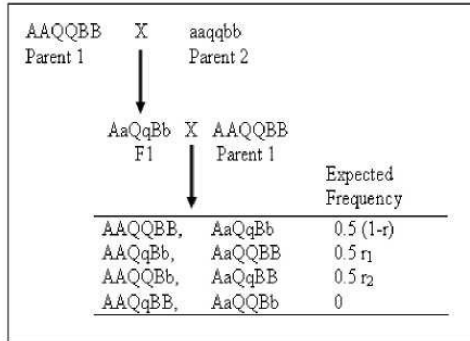 AAQQBB X aaqqbb
Parent 1 Parent 2
AaQqBb X AAQQBB
F1 Parent 1
Expected
Frequency
AAQQBB, AaQqBb 0.5 (1-r)
AAQqBb, AaQqBB 0.5 r₁
AAQQBb, AaQqBB 0.5 r₂
AAQqBB, AaQQBb 0